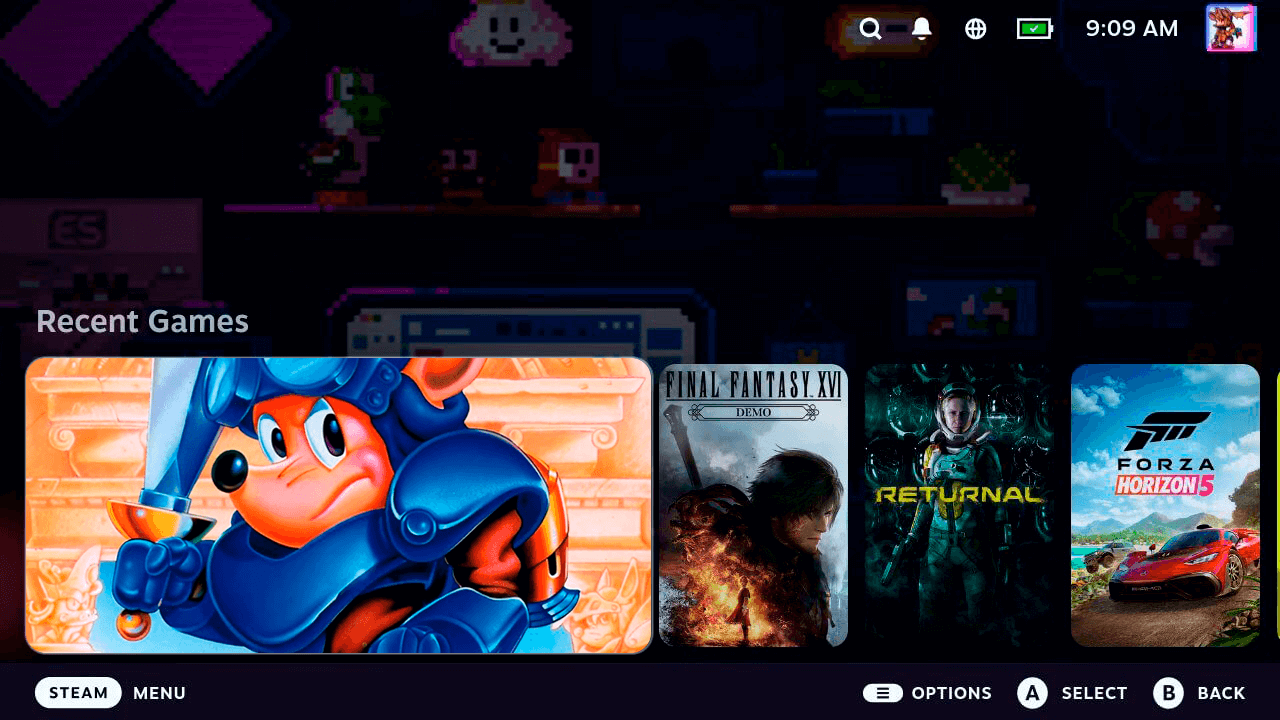 9:09 AM
ES
Recent Games
FINAL FANTASY XVI
DEMO
RETURNAL
FORZA
HORIZON 5
STEAM MENU
OPTIONS A SELECT B BACK